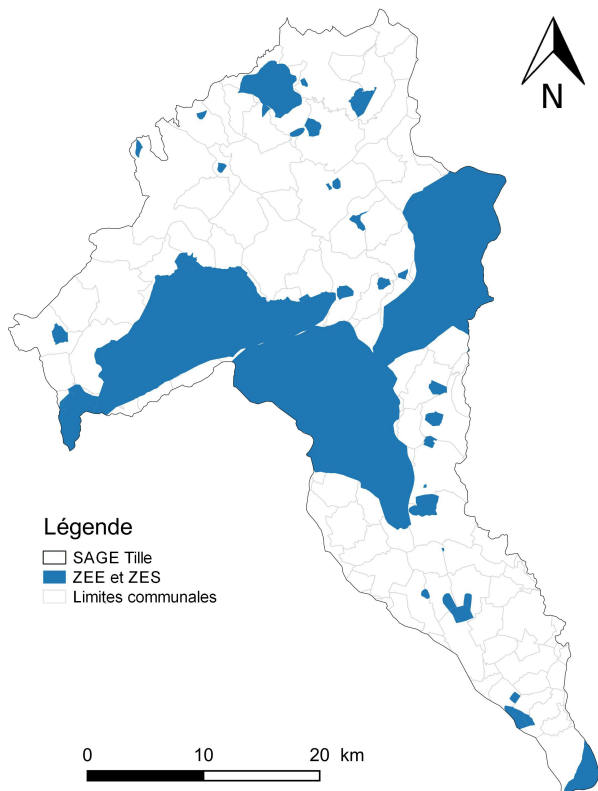 N
Légende
SAGE Tille
ZEE et ZES
Limites communales
0 10 20 km